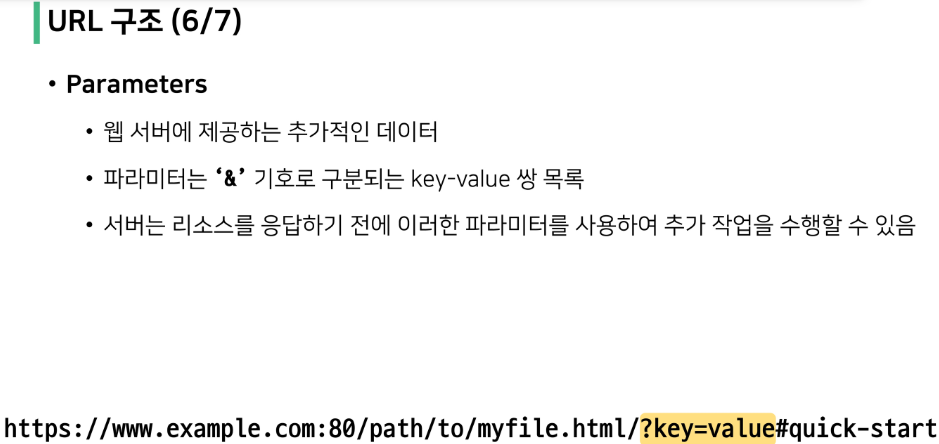 URL 구조 (6/7)
• Parameters
• 웹 서버에 제공하는 추가적인 데이터
• 파라미터는 ‘&’ 기호로 구분되는 key-value 쌍 목록
• 서버는 리소스를 응답하기 전에 이러한 파라미터를 사용하여 추가 작업을 수행할 수 있음
https://www.example.com:80/path/to/myfile.html/?key=value#quick-start